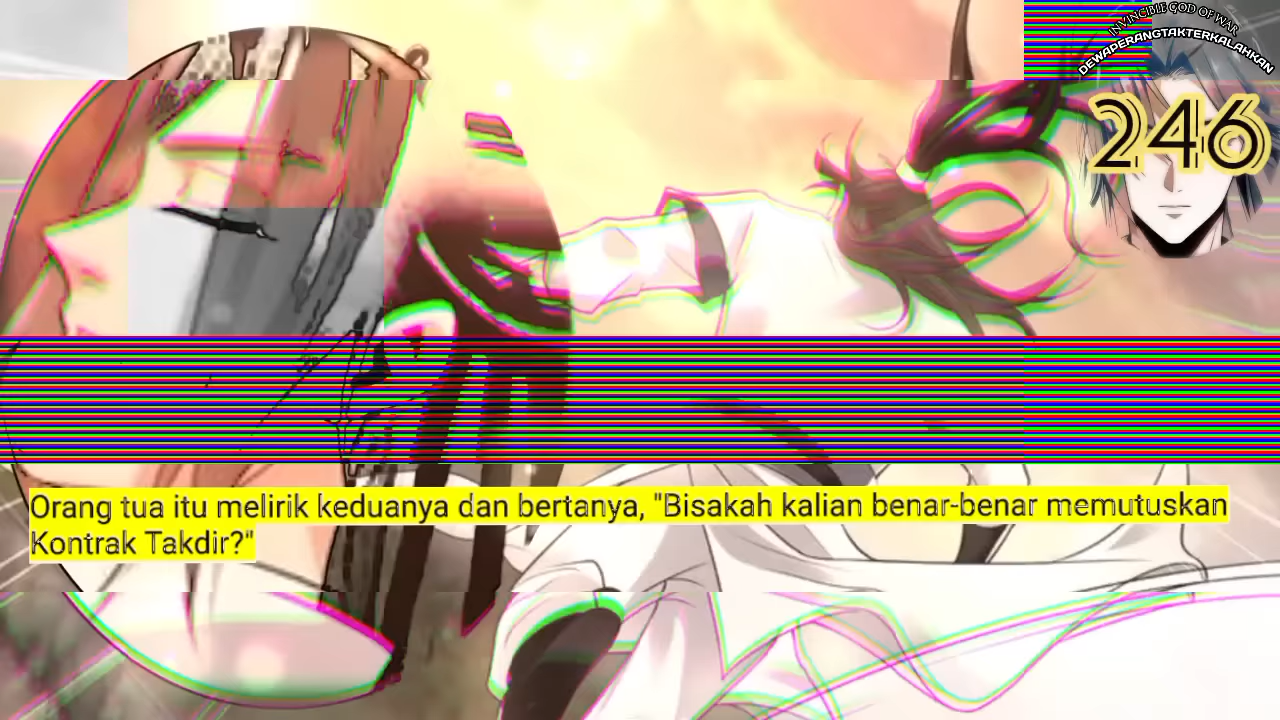 INVINCIBLE GOD OF WAR
DEWAPERANGTAKTERKALAHKAN
246
Orang tua itu melirik keduanya dan bertanya, "Bisakah kalian benar-benar memutuskan
Kontrak Takdir?"